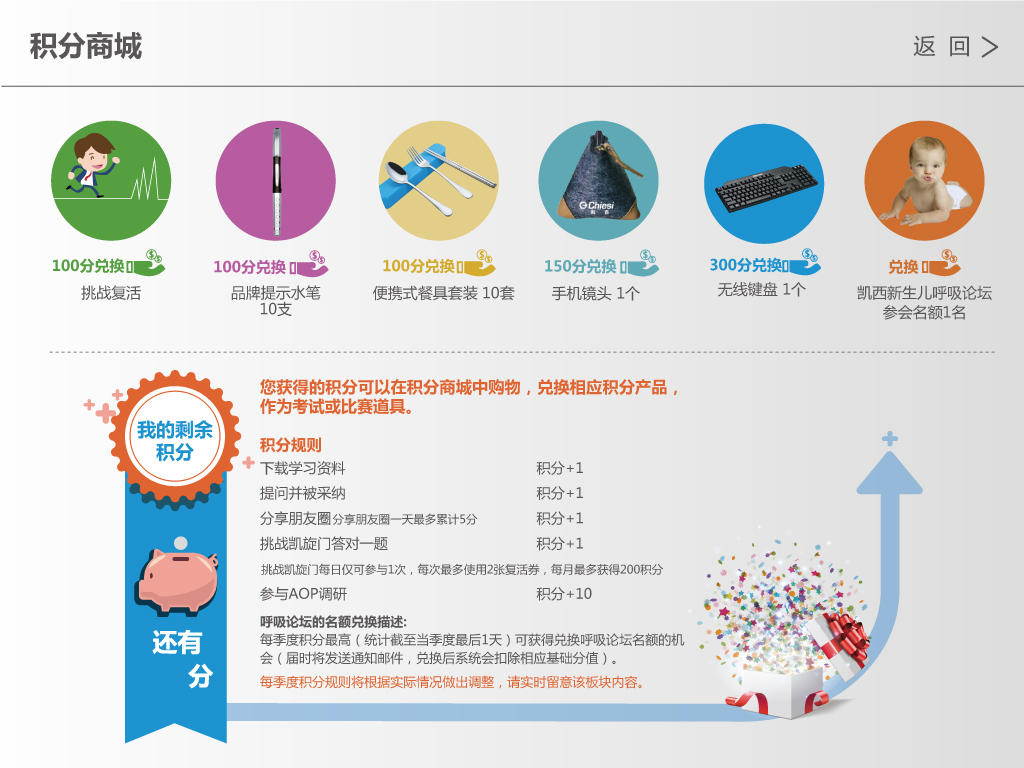 积分商城
返 回
$ $ $ $ $ $ $ $ $ $ $ $
Chiesi
凯西
100分兑换
100分兑换
100分兑换
150分兑换
300分兑换
兑换
挑战复活
品牌提示水笔
10支
便携式餐具套装 10套
手机镜头 1个
无线键盘 1个
凯西新生儿呼吸论坛
参会名额1名
我的剩余
积分
还有
分
您获得的积分可以在积分商城中购物，兑换相应积分产品，
作为考试或比赛道具。
积分规则
下载学习资料 积分+1
提问并被采纳 积分+1
分享朋友圈 分享朋友圈一天最多累计5分 积分+1
挑战凯旋门答对一题 积分+1
挑战凯旋门每日仅可参与1次，每次最多使用2张复活券，每月最多获得200积分
参与AOP调研 积分+10
呼吸论坛的名额兑换描述:
每季度积分最高（统计截至当季度最后1天）可获得兑换呼吸论坛名额的机
会（届时将发送通知邮件，兑换后系统会扣除相应基础分值）。
每季度积分规则将根据实际情况做出调整，请实时留意该板块内容。